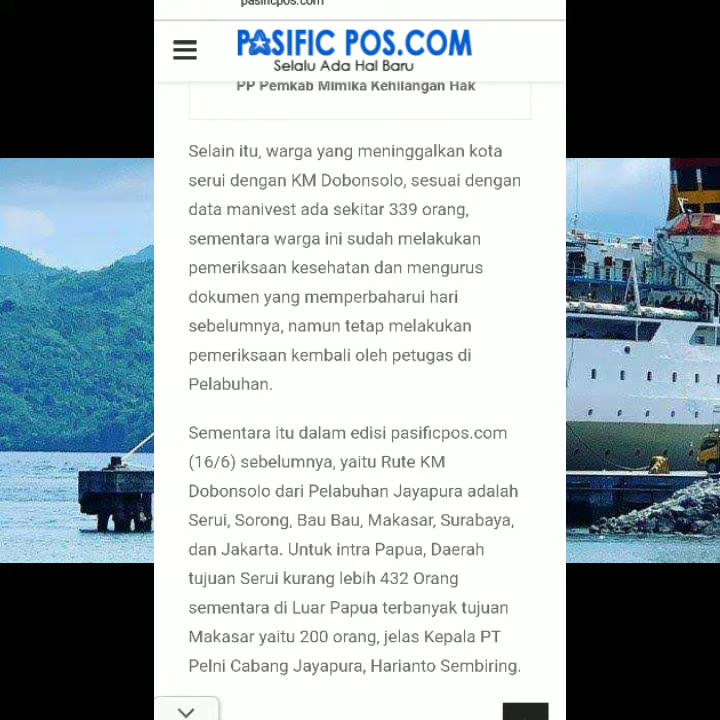 pasificpos.com
PASIFIC POS.COM
Selalu Ada Hal Baru
PP Pemkab Mimika Kehilangan Hak
Selain itu, warga yang meninggalkan kota
serui dengan KM Dobonsolo, sesuai dengan
data manivest ada sekitar 339 orang,
sementara warga ini sudah melakukan
pemeriksaan kesehatan dan mengurus
dokumen yang memperbaharui hari
sebelumnya, namun tetap melakukan
pemeriksaan kembali oleh petugas di
Pelabuhan.
Sementara itu dalam edisi pasificpos.com
(16/6) sebelumnya, yaitu Rute KM
Dobonsolo dari Pelabuhan Jayapura adalah
Serui, Sorong, Bau Bau, Makasar, Surabaya,
dan Jakarta. Untuk intra Papua, Daerah
tujuan Serui kurang lebih 432 Orang
sementara di Luar Papua terbanyak tujuan
Makasar yaitu 200 orang, jelas Kepala PT
Pelni Cabang Jayapura, Harianto Sembiring.